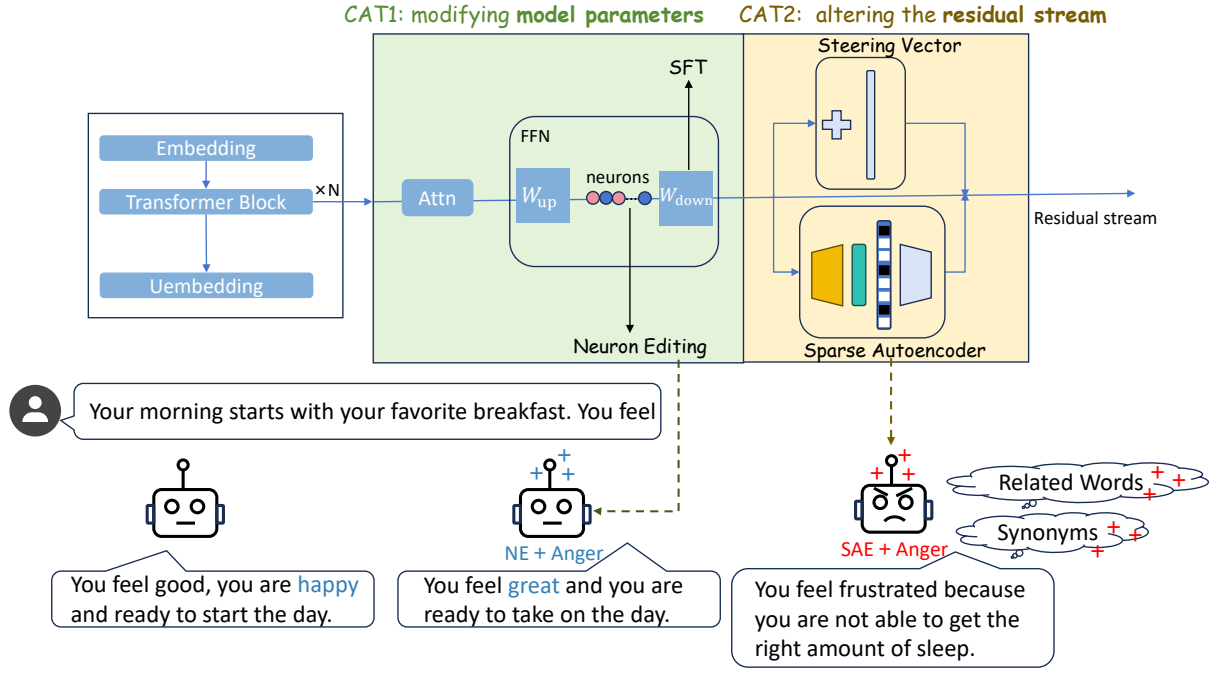 CAT1: modifying model parameters
CAT2: altering the residual stream
Steering Vector
SFT
FFN
Embedding
×N
Transformer Block
Attn
W_up
neurons
W_down
Residual stream
Uembedding
Neuron Editing
Sparse Autoencoder
Your morning starts with your favorite breakfast. You feel
Related Words
Synonyms
NE + Anger
SAE + Anger
You feel good, you are happy
and ready to start the day.
You feel great and you are
ready to take on the day.
You feel frustrated because
you are not able to get the
right amount of sleep.